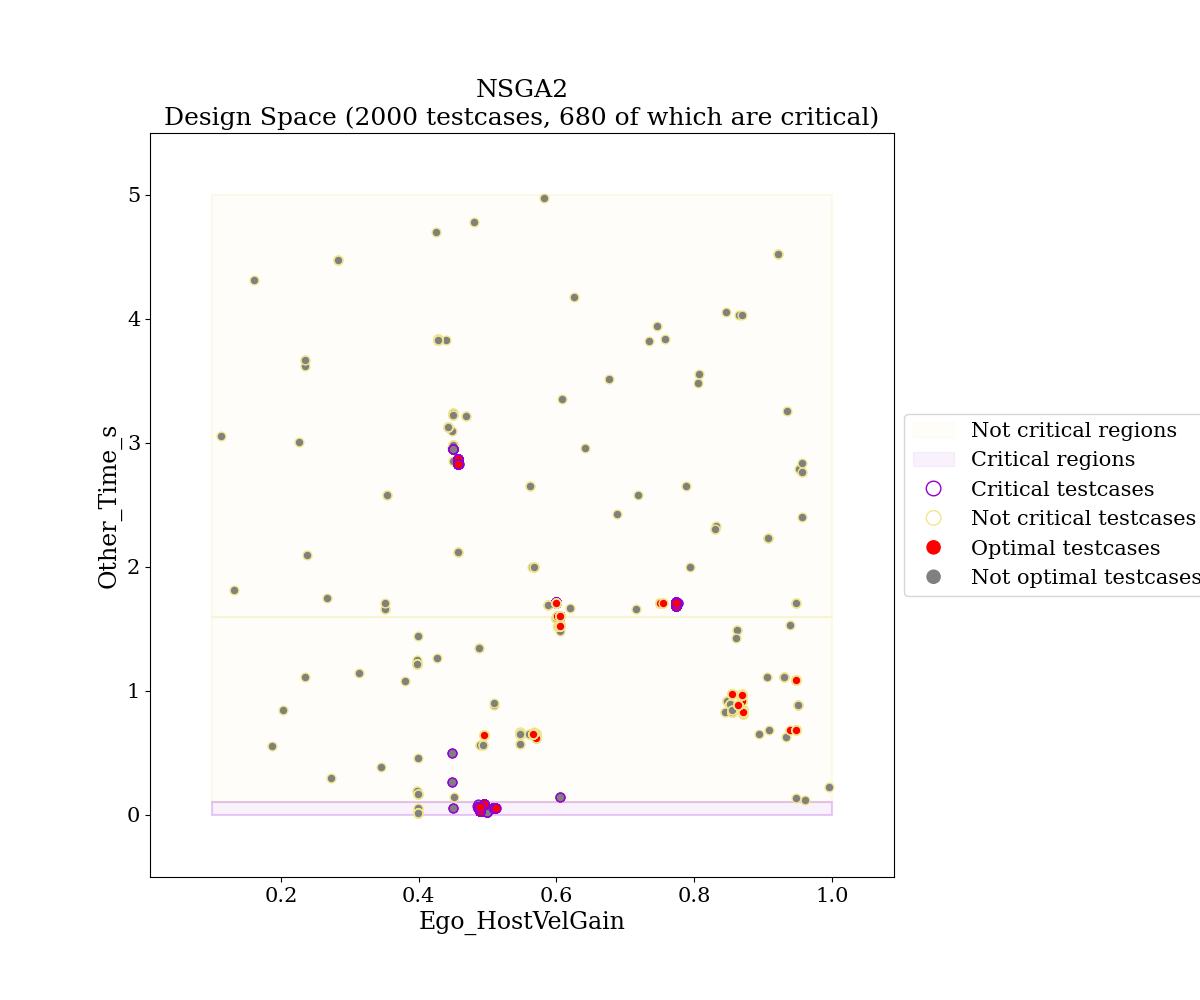 NSGA2
Design Space (2000 testcases, 680 of which are critical)
5
4
3
2
1
0
Other_Time_s
0.2
0.4
0.6
0.8
1.0
Ego_HostVelGain
Not critical regions
Critical regions
Critical testcases
Not critical testcases
Optimal testcases
Not optimal testcases